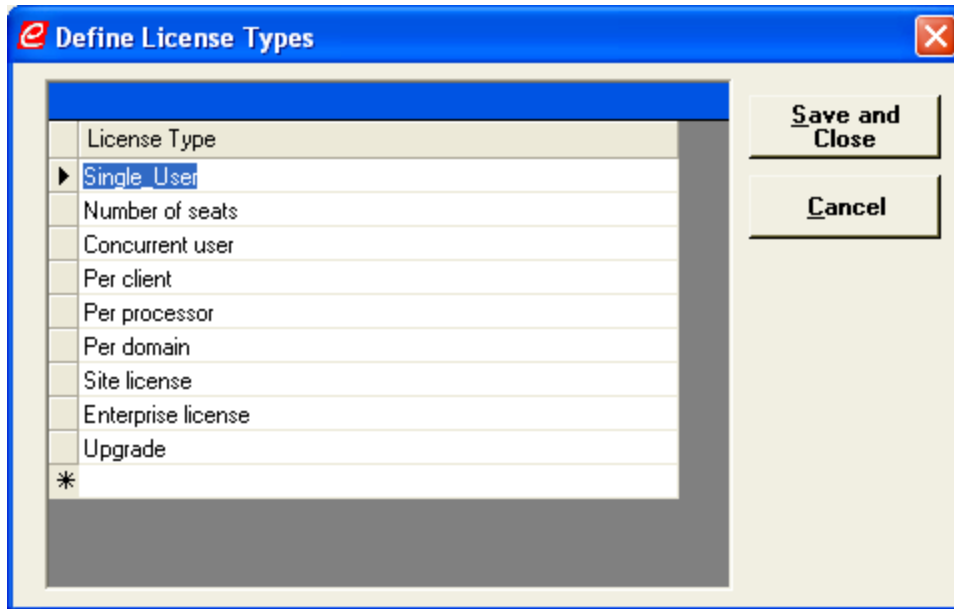 Define License Types
License Type
Single_User
Number of seats
Concurrent user
Per client
Per processor
Per domain
Site license
Enterprise license
Upgrade
Save and
Close
Cancel